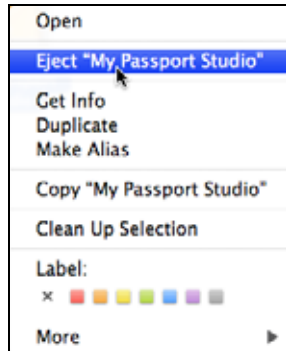 Open
Eject "My Passport Studio"
Get Info
Duplicate
Make Alias
Copy "My Passport Studio"
Clean Up Selection
Label:
×
More